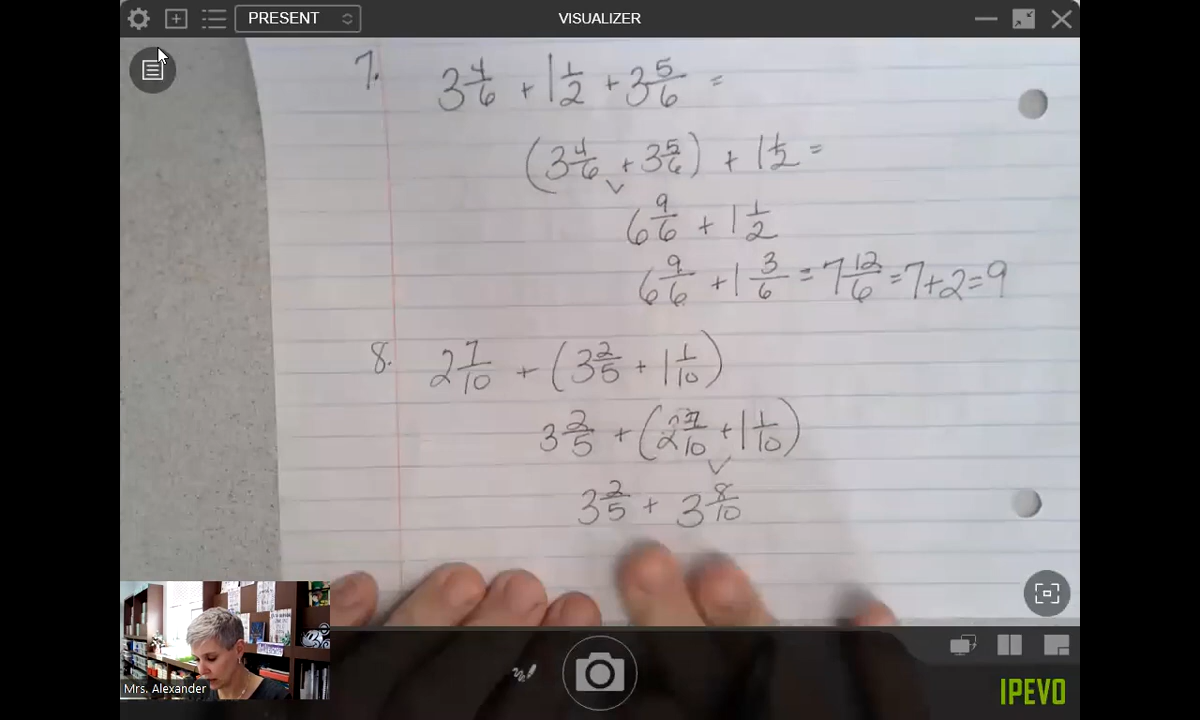 PRESENT
VISUALIZER
7. 3 4/6 + 1 1/2 + 3 5/6 =
(3 4/6 + 3 5/6) + 1 1/2 =
6 9/6 + 1 1/2
6 9/6 + 1 3/6 = 7 12/6 = 7+2=9
8. 2 7/10 + (3 2/5 + 1 1/10)
3 2/5 + (2 7/10 + 1 1/10)
3 2/5 + 3 8/10
Mrs. Alexander
IPEVO